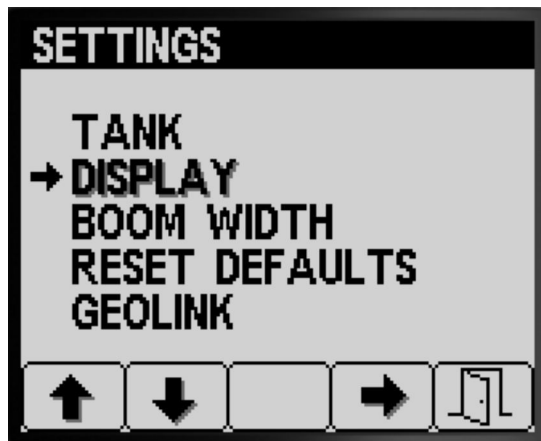 SETTINGS
TANK
DISPLAY
BOOM WIDTH
RESET DEFAULTS
GEOLINK